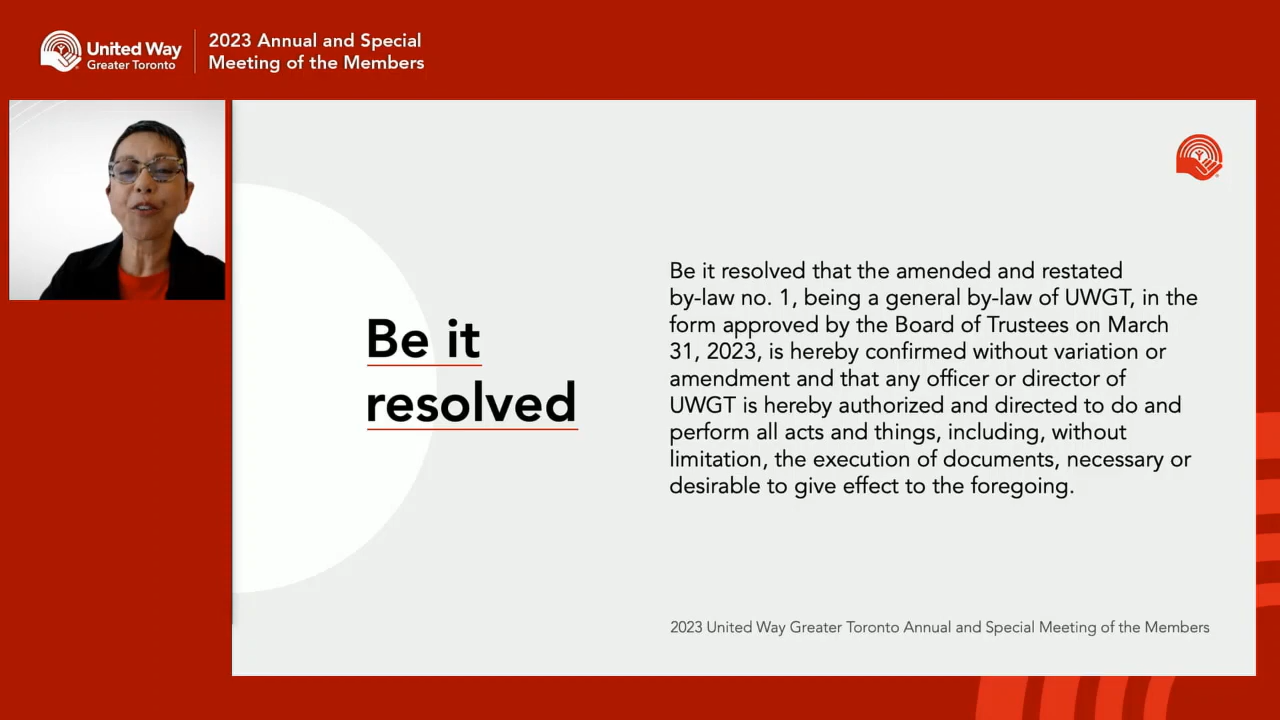 United Way
Greater Toronto
2023 Annual and Special
Meeting of the Members
Be it
resolved
Be it resolved that the amended and restated
by-law no. 1, being a general by-law of UWGT, in the
form approved by the Board of Trustees on March
31, 2023, is hereby confirmed without variation or
amendment and that any officer or director of
UWGT is hereby authorized and directed to do and
perform all acts and things, including, without
limitation, the execution of documents, necessary or
desirable to give effect to the foregoing.
2023 United Way Greater Toronto Annual and Special Meeting of the Members